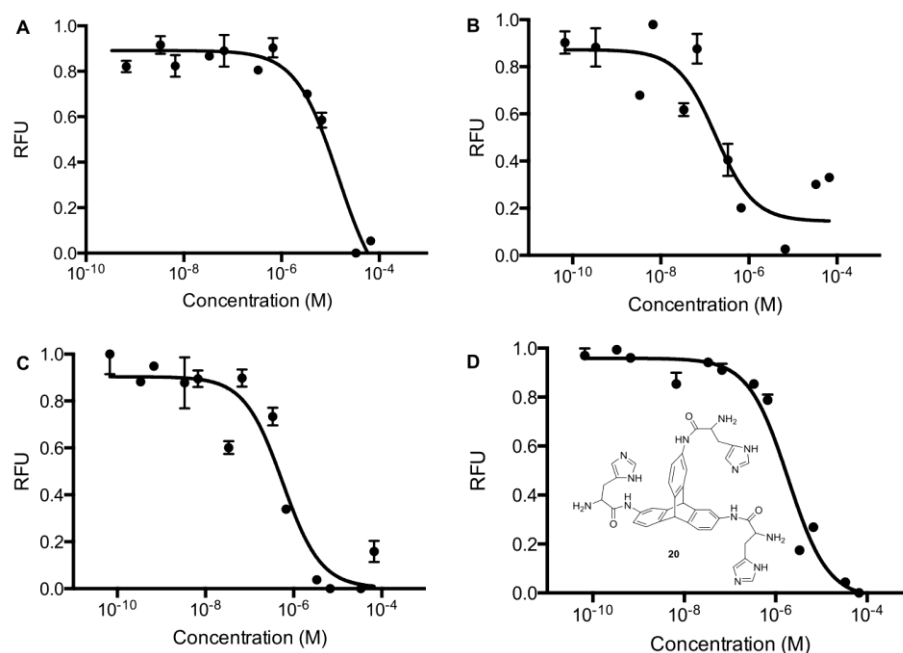 A
RFU
1.0
0.8
0.6
0.4
0.2
0.0
10⁻¹⁰ 10⁻⁸ 10⁻⁶ 10⁻⁴
Concentration (M)
B
RFU
1.0
0.8
0.6
0.4
0.2
0.0
10⁻¹⁰ 10⁻⁸ 10⁻⁶ 10⁻⁴
Concentration (M)
C
RFU
1.0
0.8
0.6
0.4
0.2
0.0
10⁻¹⁰ 10⁻⁸ 10⁻⁶ 10⁻⁴
Concentration (M)
D
RFU
1.0
0.8
0.6
0.4
0.2
0.0
O
NH₂
HN
NH
N
N
NH
H₂N
O
H
N
H
N
O
NH₂
N
NH
20
10⁻¹⁰ 10⁻⁸ 10⁻⁶ 10⁻⁴
Concentration (M)